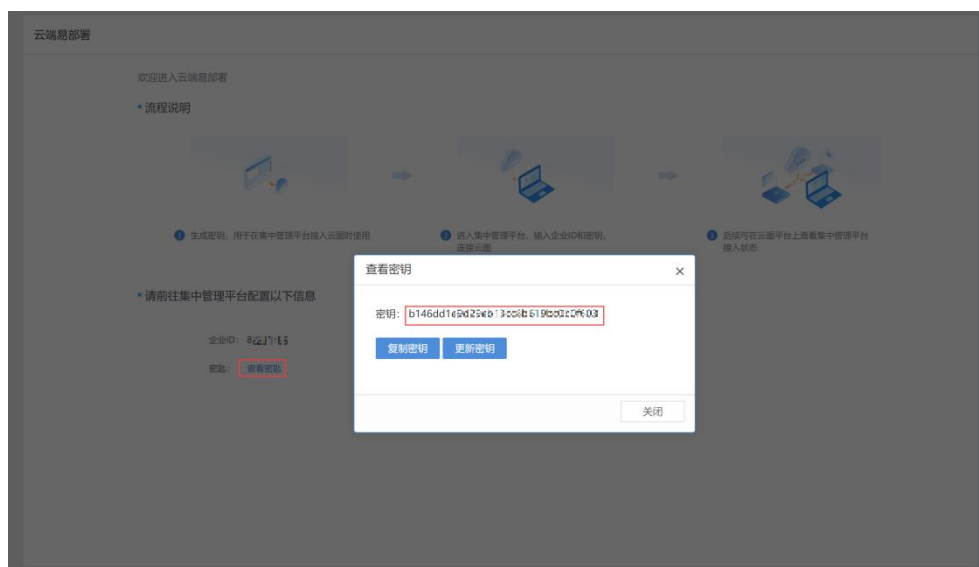 云端易部署
欢迎进入云端易部署
* 流程说明
1 生成密钥，用于在集中管理平台接入云图时使用
2 进入集中管理平台，输入企业ID和密钥，
连接云图
3 后续可在云图平台上查看集中管理平台
接入状态
* 请前往集中管理平台配置以下信息
企业ID：
密匙： 查看密匙
查看密钥
×
密钥：
复制密钥 更新密钥
关闭